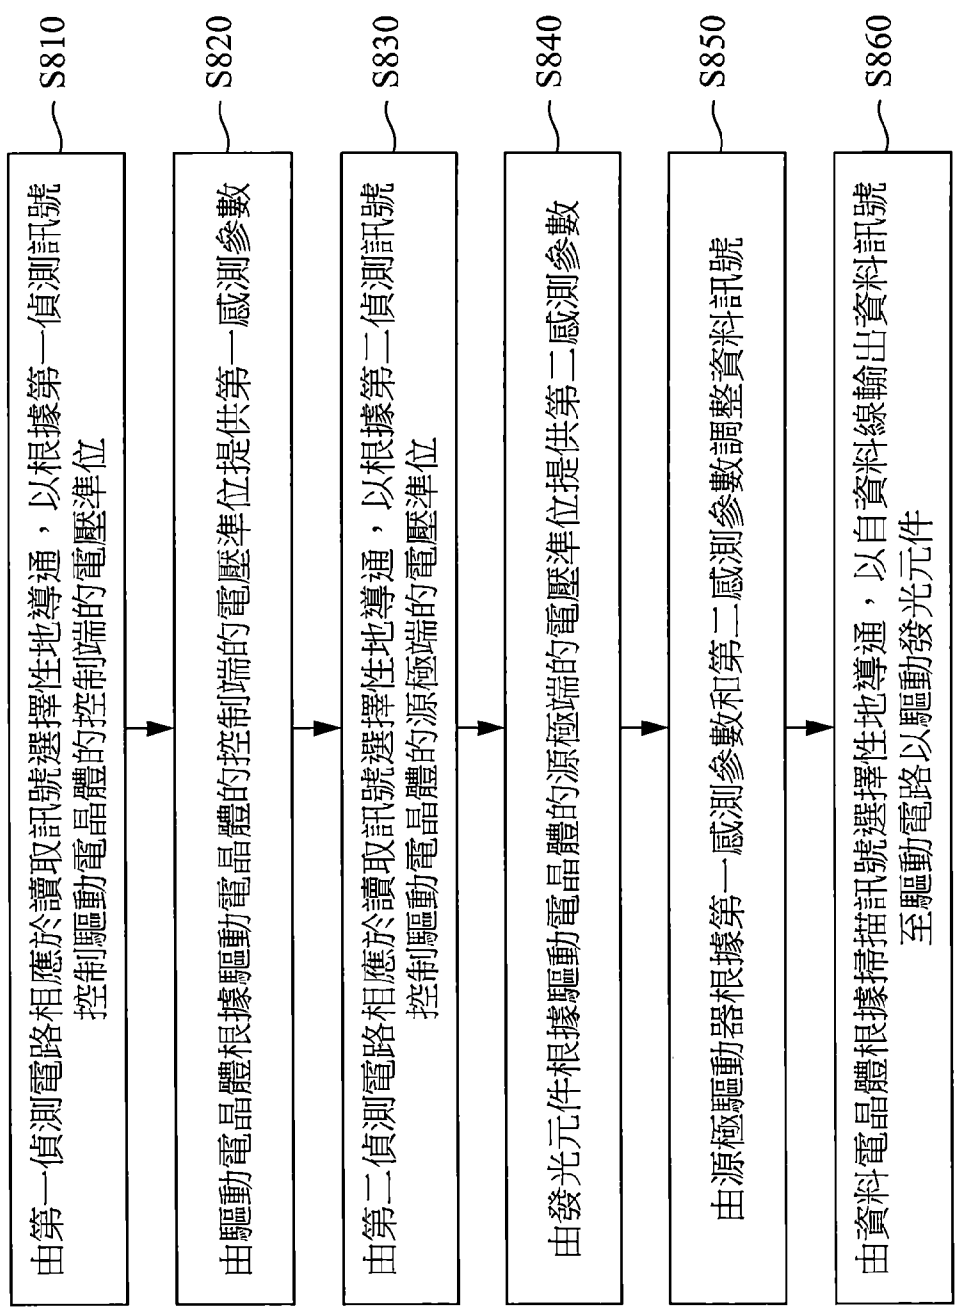 由第一偵測電路相應於讀取訊號選擇性地導通，以根據第一偵測訊號
控制驅動電晶體的控制端的電壓準位
S810
由驅動電晶體根據驅動電晶體的控制端的電壓準位提供第一感測參數
S820
由第二偵測電路相應於讀取訊號選擇性地導通，以根據第二偵測訊號
控制驅動電晶體的源極端的電壓準位
S830
由發光元件根據驅動電晶體的源極端的電壓準位提供第二感測參數
S840
由源極驅動器根據第一感測參數和第二感測參數調整資料訊號
S850
由資料電晶體根據掃描訊號選擇性地導通，以自資料線輸出資料訊號
至驅動電路以驅動發光元件
S860